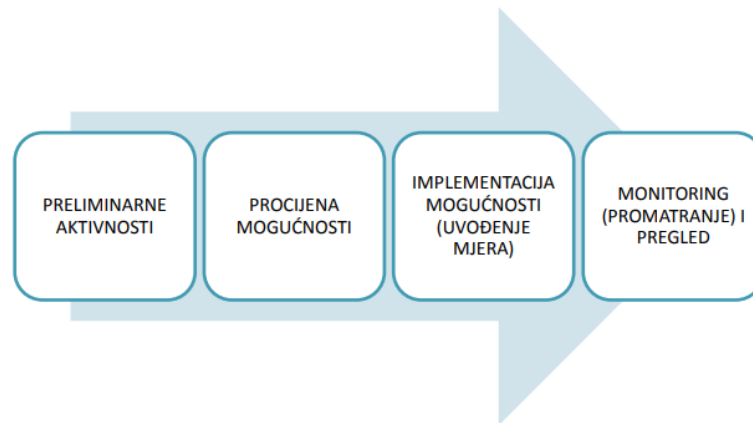 PRELIMINARNE
AKTIVNOSTI
PROCIJENA
MOGUĆNOSTI
IMPLEMENTACIJA
MOGUĆNOSTI
(UVOĐENJE
MJERA)
MONITORING
(PROMATRANJE) I
PREGLED